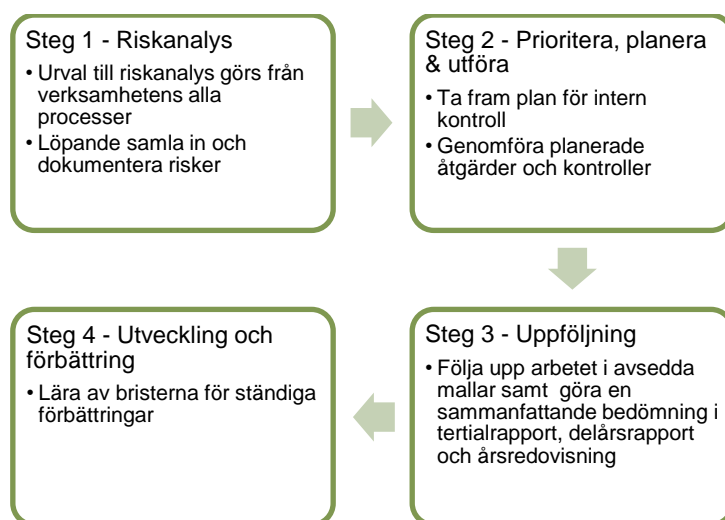 Steg 1 - Riskanalys
• Urval till riskanalys görs från
verksamhetens alla
processer
• Löpande samla in och
dokumentera risker
Steg 2 - Prioritera, planera
& utföra
• Ta fram plan för intern
kontroll
• Genomföra planerade
åtgärder och kontroller
Steg 3 - Uppföljning
• Följa upp arbetet i avsedda
mallar samt göra en
sammanfattande bedömning i
tertialrapport, delårsrapport
och årsredovisning
Steg 4 - Utveckling och
förbättring
• Lära av bristerna för ständiga
förbättringar